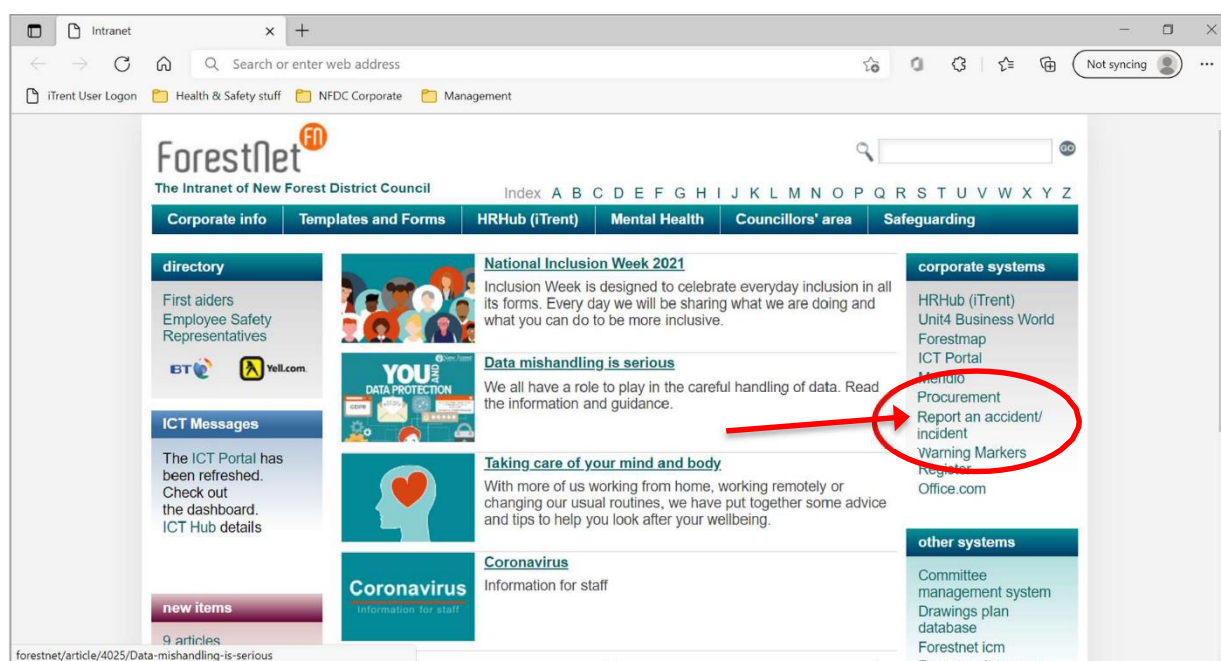 Intranet
Search or enter web address
Not syncing
iTrent User Logon
Health & Safety stuff
NFDC Corporate
Management
ForestNet
FN
The Intranet of New Forest District Council
GO
Index A B C D E F G H I J K L M N O P Q R S T U V W X Y Z
Corporate info
Templates and Forms
HRHub (iTrent)
Mental Health
Councillors' area
Safeguarding
directory
First aiders
Employee Safety
Representatives
BT
Yell.com
ICT Messages
The ICT Portal has
been refreshed.
Check out
the dashboard.
ICT Hub details
new items
9 articles
National Inclusion Week 2021
Inclusion Week is designed to celebrate everyday inclusion in all
its forms. Every day we will be sharing what we are doing and
what you can do to be more inclusive.
YOU AND
DATA PROTECTION
GDPR
Data mishandling is serious
We all have a role to play in the careful handling of data. Read
the information and guidance.
Taking care of your mind and body
With more of us working from home, working remotely or
changing our usual routines, we have put together some advice
and tips to help you look after your wellbeing.
Coronavirus
Information for staff
Coronavirus
Information for staff
corporate systems
HRHub (iTrent)
Unit4 Business World
Forestmap
ICT Portal
Meridio
Procurement
Report an accident/
incident
Warning Markers
Register
Office.com
other systems
Committee
management system
Drawings plan
database
Forestnet icm
forestnet/article/4025/Data-mishandling-is-serious